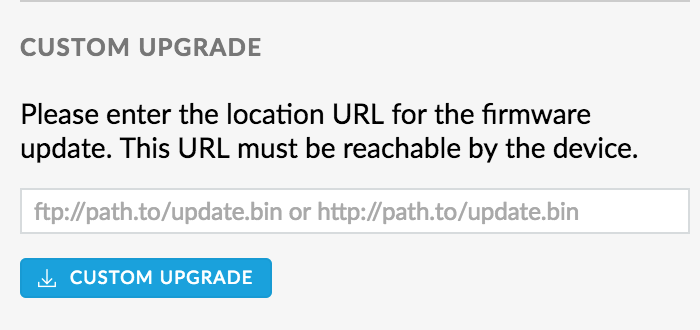 CUSTOM UPGRADE
Please enter the location URL for the firmware
update. This URL must be reachable by the device.
ftp://path.to/update.bin or http://path.to/update.bin
CUSTOM UPGRADE